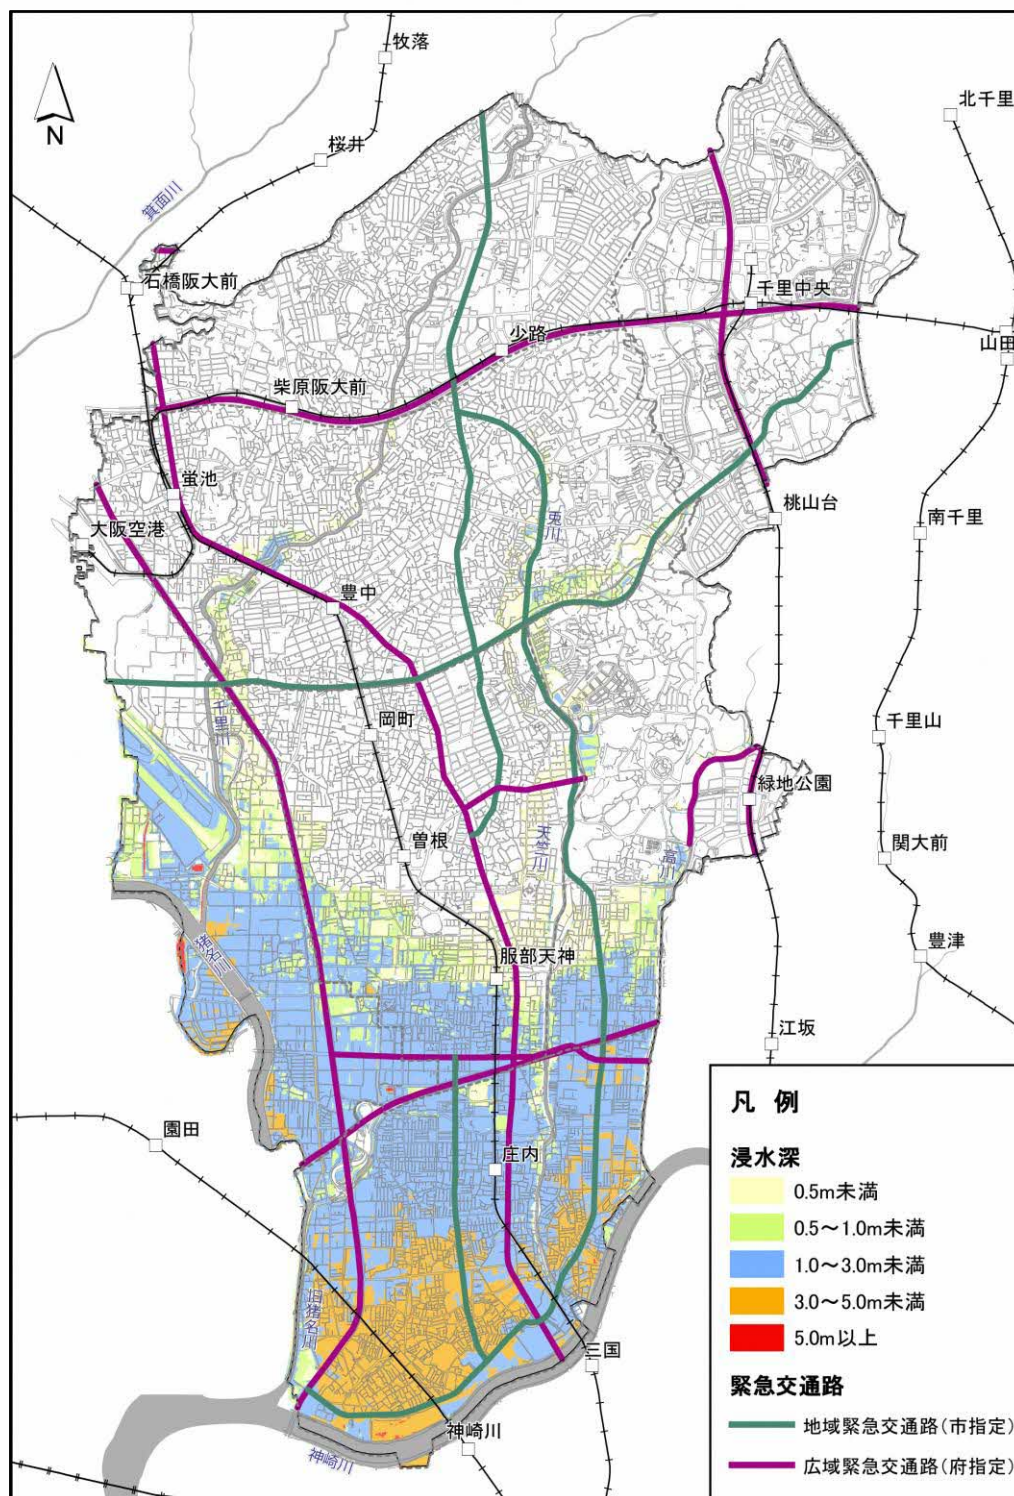 牧落
北千里
桜井
箕面川
石橋阪大前
千里中央
少路
山田
柴原阪大前
蛍池
桃山台
南千里
兎川
大阪空港
豊中
千里川
岡町
千里山
緑地公園
曽根
天竺川
高川
関大前
豊津
猪名川
服部天神
江坂
園田
庄内
旧猪名川
三国
神崎川
神崎川
N
凡 例
浸水深
0.5m未満
0.5～1.0m未満
1.0～3.0m未満
3.0～5.0m未満
5.0m以上
緊急交通路
地域緊急交通路(市指定)
広域緊急交通路(府指定)